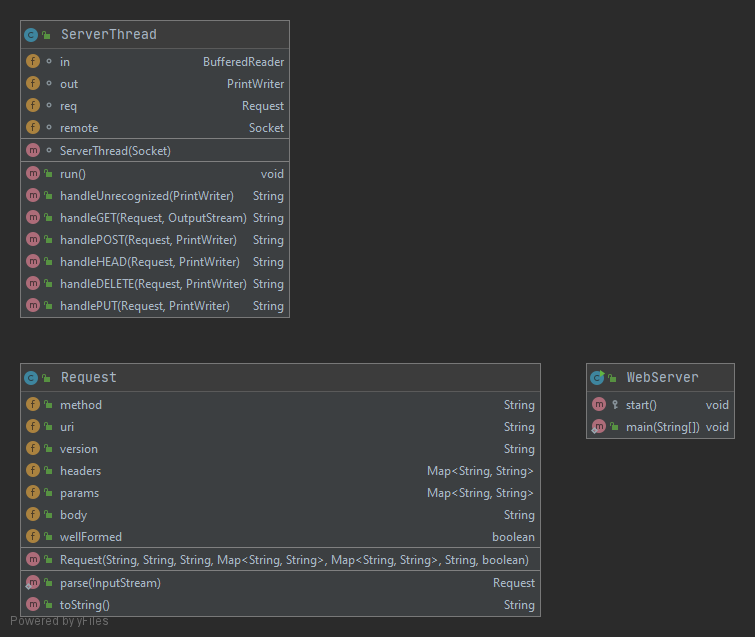 ServerThread
in BufferedReader
out PrintWriter
req Request
remote Socket
ServerThread(Socket)
run() void
handleUnrecognized(PrintWriter) String
handleGET(Request, OutputStream) String
handlePOST(Request, PrintWriter) String
handleHEAD(Request, PrintWriter) String
handleDELETE(Request, PrintWriter) String
handlePUT(Request, PrintWriter) String
Request
method String
uri String
version String
headers Map<String, String>
params Map<String, String>
body String
wellFormed boolean
Request(String, String, String, Map<String, String>, Map<String, String>, String, boolean)
parse(InputStream) Request
toString() String
WebServer
start() void
main(String[]) void
Powered by yFiles